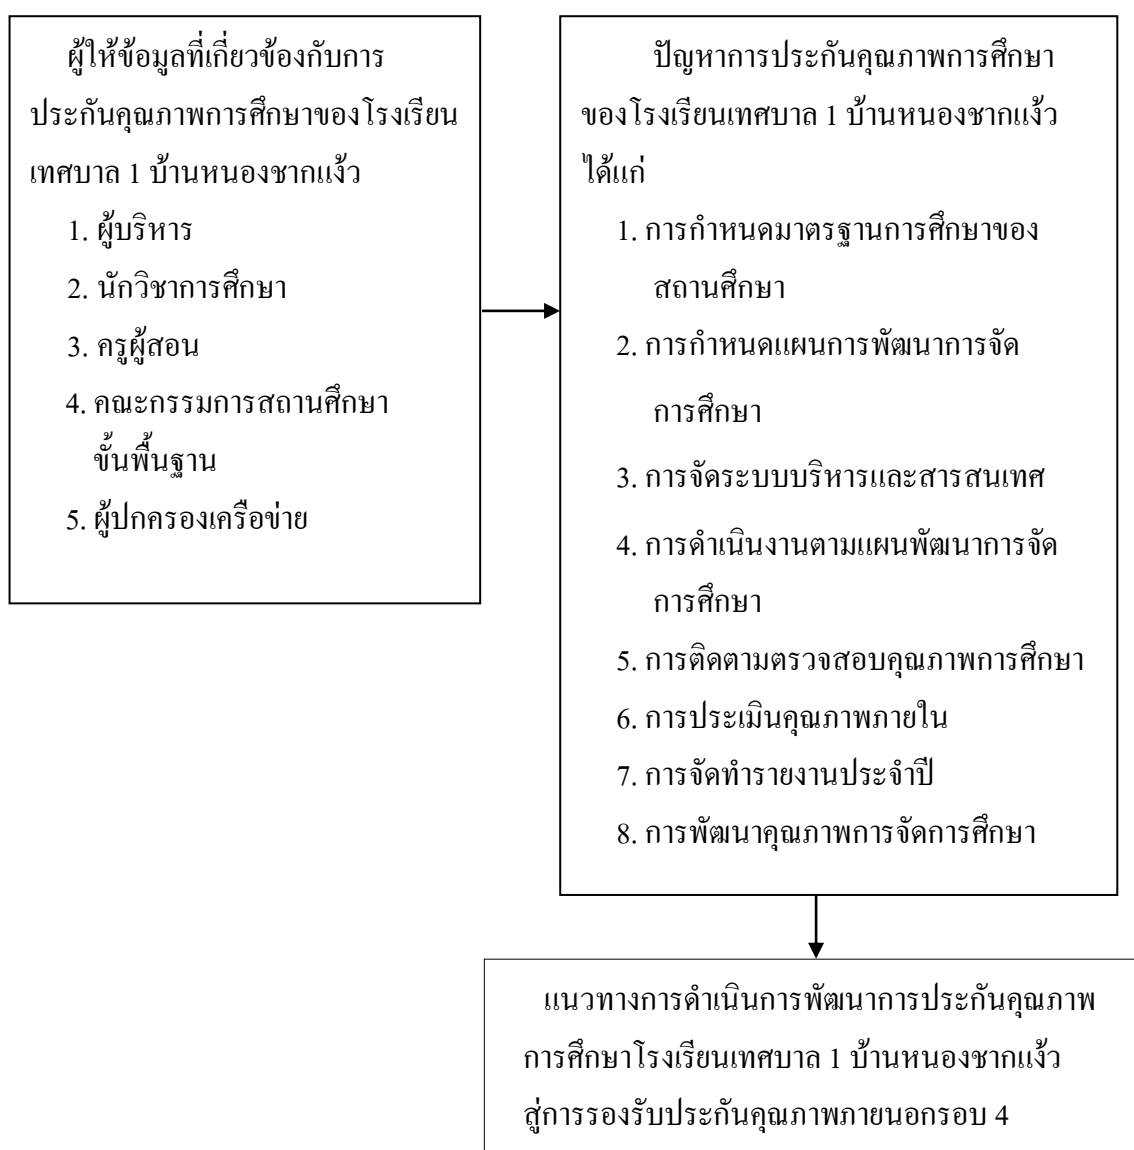 ผู้ให้ข้อมูลที่เกี่ยวข้องกับการ
ประกันคุณภาพการศึกษาของโรงเรียน
เทศบาล 1 บ้านหนองชากแง้ว
1. ผู้บริหาร
2. นักวิชาการศึกษา
3. ครูผู้สอน
4. คณะกรรมการสถานศึกษา
ขั้นพื้นฐาน
5. ผู้ปกครองเครือข่าย
ปัญหาการประกันคุณภาพการศึกษา
ของโรงเรียนเทศบาล 1 บ้านหนองชากแง้ว
ได้แก่
1. การกำหนดมาตรฐานการศึกษาของ
สถานศึกษา
2. การกำหนดแผนการพัฒนาการจัด
การศึกษา
3. การจัดระบบบริหารและสารสนเทศ
4. การดำเนินงานตามแผนพัฒนาการจัด
การศึกษา
5. การติดตามตรวจสอบคุณภาพการศึกษา
6. การประเมินคุณภาพภายใน
7. การจัดทำรายงานประจำปี
8. การพัฒนาคุณภาพการจัดการศึกษา
แนวทางการดำเนินการพัฒนาการประกันคุณภาพ
การศึกษาโรงเรียนเทศบาล 1 บ้านหนองชากแง้ว
สู่การรองรับประกันคุณภาพภายนอกรอบ 4